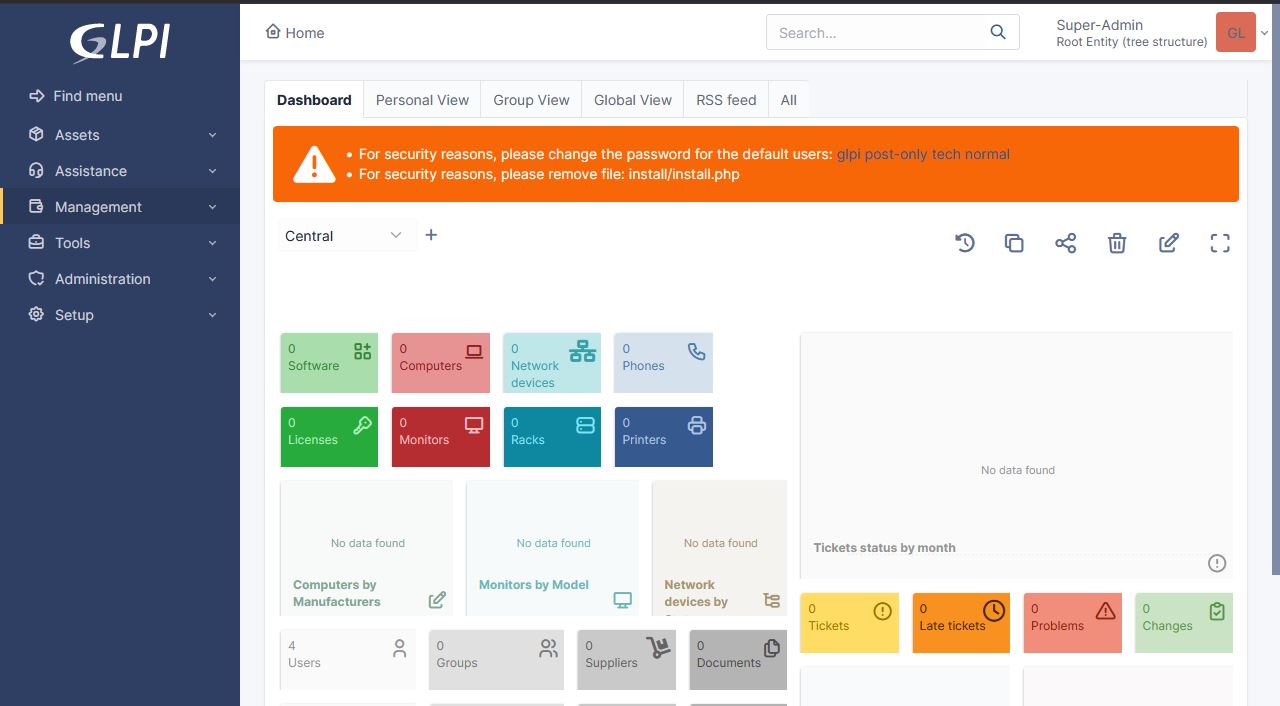 GLPI
Home
Search...
Super-Admin
Root Entity (tree structure)
GL
Find menu
Assets
Assistance
Management
Tools
Administration
Setup
Dashboard
Personal View
Group View
Global View
RSS feed
All
• For security reasons, please change the password for the default users: glpi post-only tech normal
• For security reasons, please remove file: install/install.php
Central
0
Software
0
Computers
0
Network
devices
0
Phones
0
Licenses
0
Monitors
0
Racks
0
Printers
No data found
Computers by
Manufacturers
No data found
Monitors by Model
No data found
Network
devices by
No data found
Tickets status by month
0
Tickets
0
Late tickets
0
Problems
0
Changes
4
Users
0
Groups
0
Suppliers
0
Documents